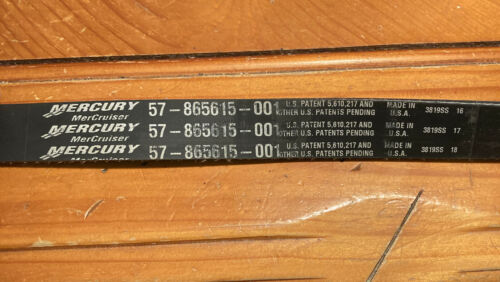 MERCURY 57-865615-001 U.S. PATENT 5,610,217 AND MADE IN 3819SS 16
MerCruiser OTHER U.S. PATENTS PENDING U.S.A.
MERCURY 57-865615-001 U.S. PATENT 5,610,217 AND MADE IN 3819SS 17
MerCruiser OTHER U.S. PATENTS PENDING U.S.A.
MERCURY 57-865615-001 U.S. PATENT 5,610,217 AND MADE IN 3819SS 18
MerCruiser OTHER U.S. PATENTS PENDING U.S.A.